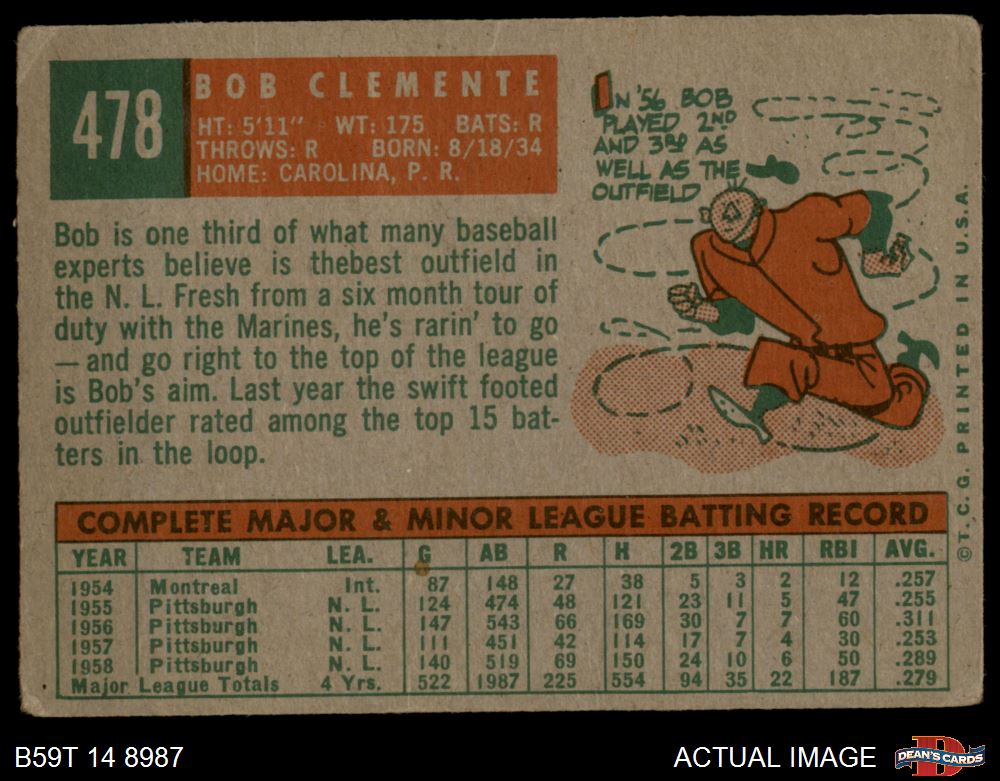 478
BOB CLEMENTE
HT: 5'11" WT: 175 BATS: R
THROWS: R BORN: 8/18/34
HOME: CAROLINA, P. R.
IN '56 BOB
PLAYED 2ND
AND 3RD AS
WELL AS THE
OUTFIELD
Bob is one third of what many baseball
experts believe is thebest outfield in
the N. L. Fresh from a six month tour of
duty with the Marines, he's rarin' to go
—and go right to the top of the league
is Bob's aim. Last year the swift footed
outfielder rated among the top 15 bat-
ters in the loop.
COMPLETE MAJOR & MINOR LEAGUE BATTING RECORD
YEAR TEAM LEA. G AB R H 2B 3B HR RBI AVG.
1954 Montreal Int. 87 148 27 38 5 3 2 12 .257
1955 Pittsburgh N. L. 124 474 48 121 23 11 5 47 .255
1956 Pittsburgh N. L. 147 543 66 169 30 7 7 60 .311
1957 Pittsburgh N. L. 111 451 42 114 17 7 4 30 .253
1958 Pittsburgh N. L. 140 519 69 150 24 10 6 50 .289
Major League Totals 4 Yrs. 522 1987 225 554 94 35 22 187 .279
©T.C.G. PRINTED IN U.S.A.
B59T 14 8987
ACTUAL IMAGE
D
DEAN'S CARDS